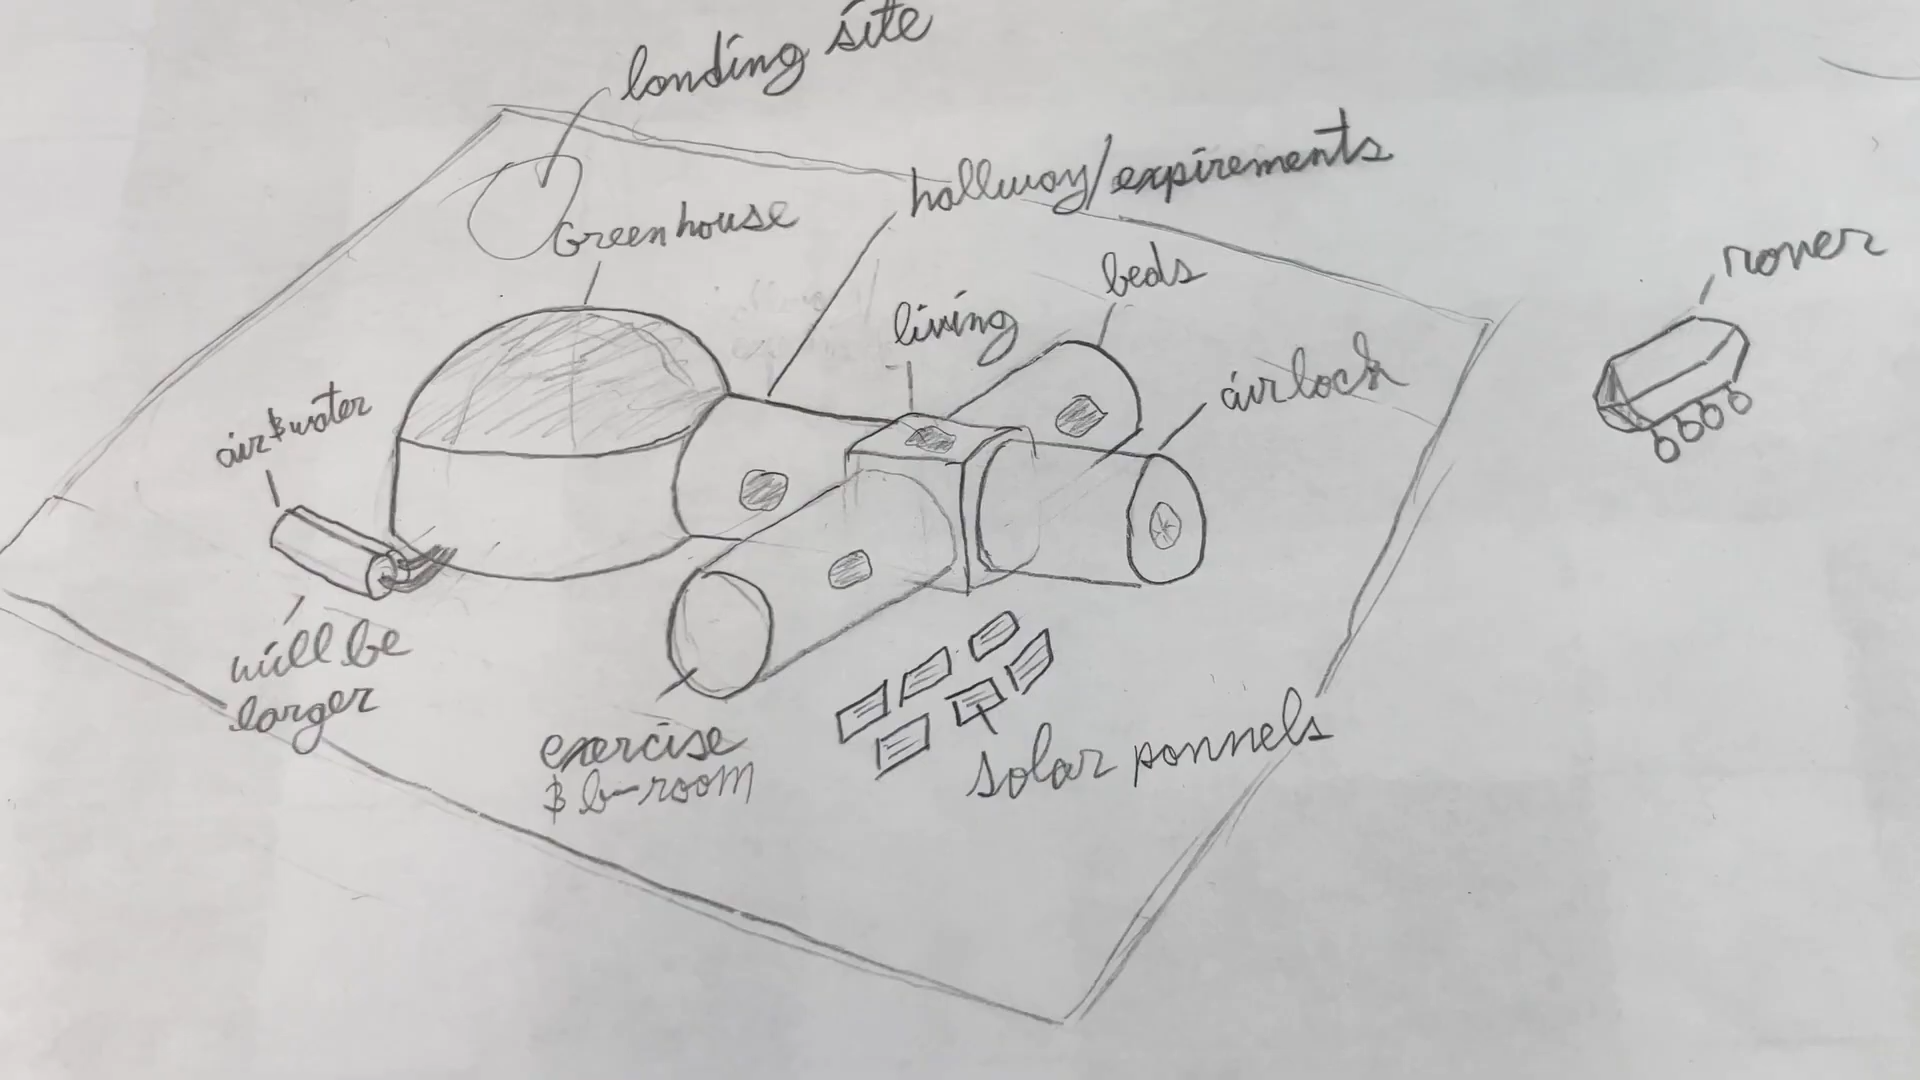 landing site
hallway/expirements
Greenhouse
rover
beds
living
airlock
air & water
will be
larger
exercise
& b-room
solar pannels